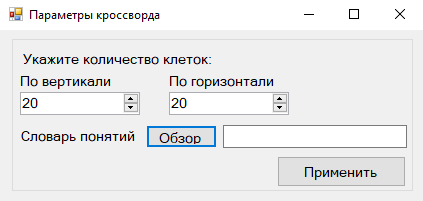 Параметры кроссворда
Укажите количество клеток:
По вертикали По горизонтали
20 20
Словарь понятий Обзор
Применить